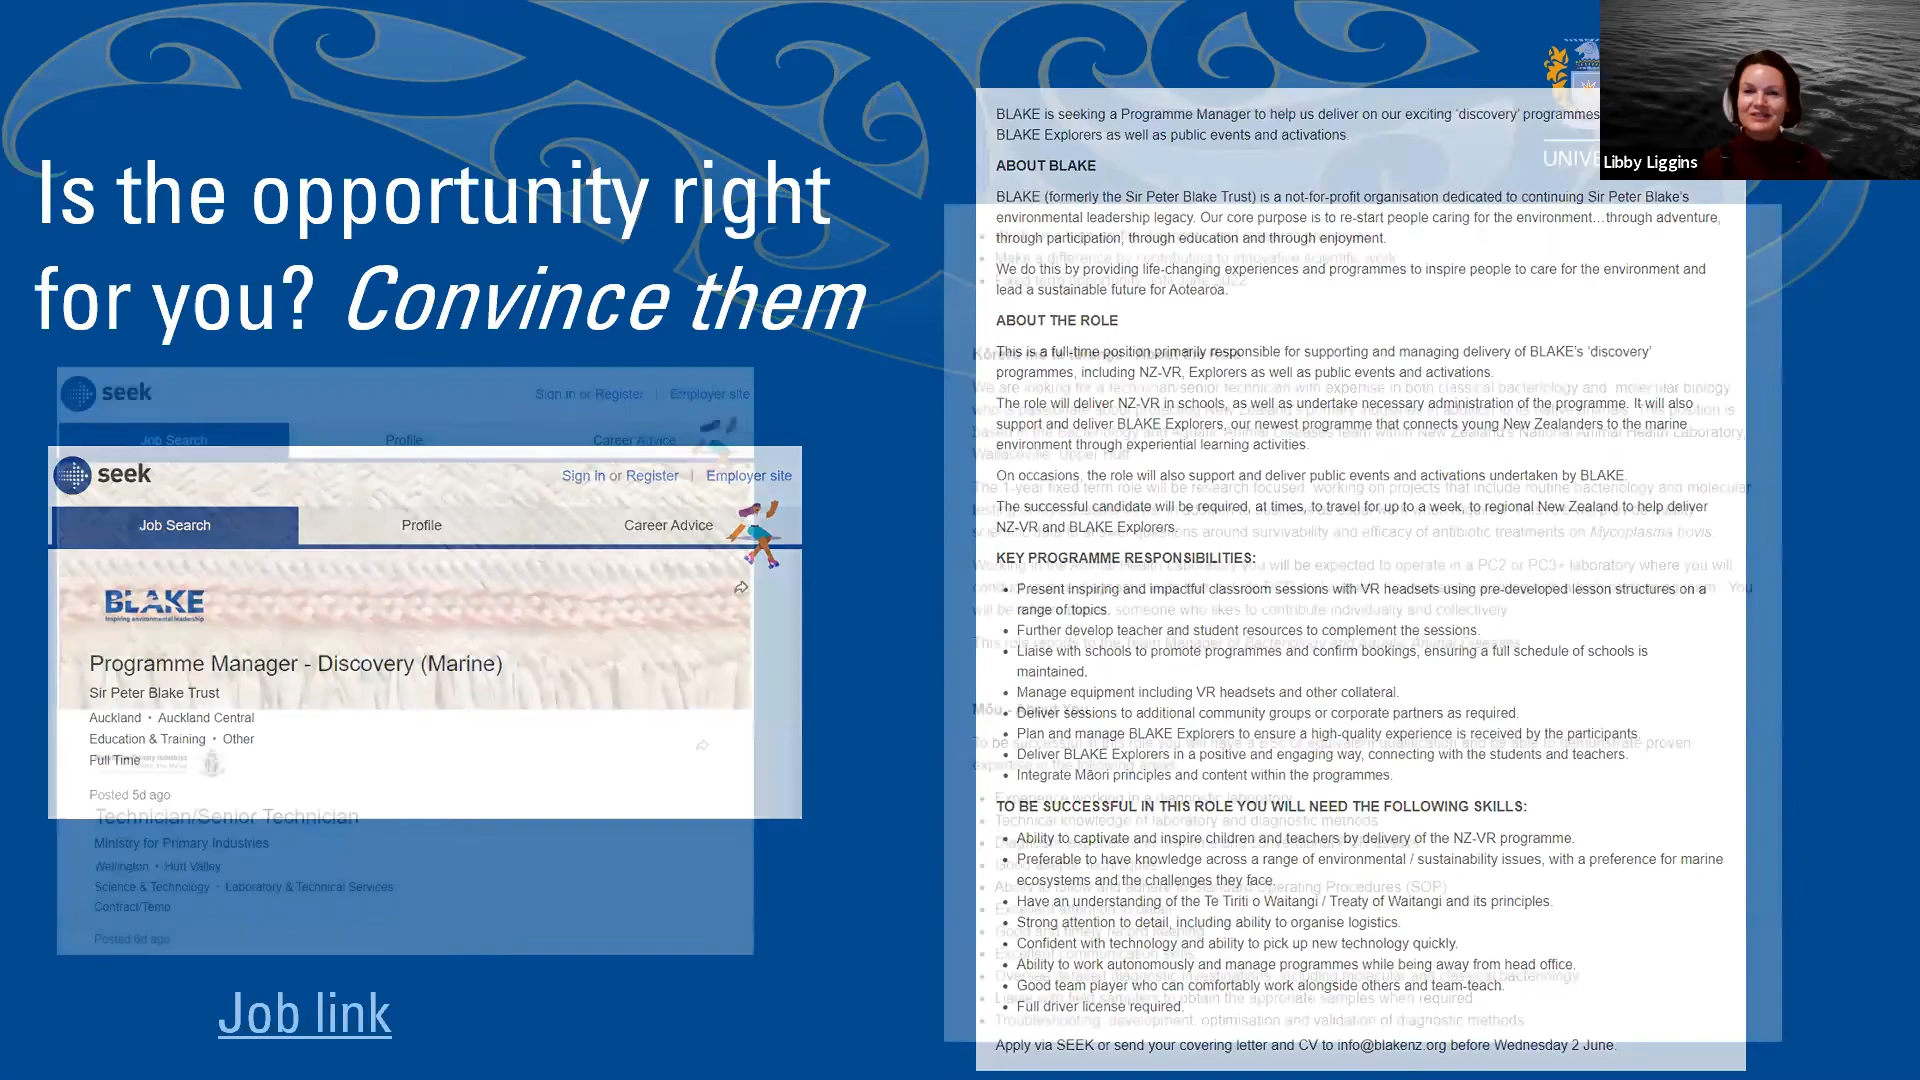 Is the opportunity right
for you? Convince them
seek
Sign in or Register | Employer site
Job Search
Profile
Career Advice
seek
Sign in or Register | Employer site
Job Search
Profile
Career Advice
BLAKE
Inspiring environmental leadership
Programme Manager - Discovery (Marine)
Sir Peter Blake Trust
Auckland • Auckland Central
Education & Training • Other
Full Time
Posted 5d ago
Technician/Senior Technician
Ministry for Primary Industries
Wellington • Hutt Valley
Science & Technology • Laboratory & Technical Services
Contract/Temp
Posted 6d ago
Job link
BLAKE is seeking a Programme Manager to help us deliver on our exciting ‘discovery’ programmes
BLAKE Explorers as well as public events and activations.
ABOUT BLAKE
BLAKE (formerly the Sir Peter Blake Trust) is a not-for-profit organisation dedicated to continuing Sir Peter Blake’s
environmental leadership legacy. Our core purpose is to re-start people caring for the environment…through adventure,
through participation, through education and through enjoyment.
We do this by providing life-changing experiences and programmes to inspire people to care for the environment and
lead a sustainable future for Aotearoa.
ABOUT THE ROLE
This is a full-time position primarily responsible for supporting and managing delivery of BLAKE’s ‘discovery’
programmes, including NZ-VR, Explorers as well as public events and activations.
The role will deliver NZ-VR in schools, as well as undertake necessary administration of the programme. It will also
support and deliver BLAKE Explorers, our newest programme that connects young New Zealanders to the marine
environment through experiential learning activities.
On occasions, the role will also support and deliver public events and activations undertaken by BLAKE.
The successful candidate will be required, at times, to travel for up to a week, to regional New Zealand to help deliver
NZ-VR and BLAKE Explorers.
KEY PROGRAMME RESPONSIBILITIES:
• Present inspiring and impactful classroom sessions with VR headsets using pre-developed lesson structures on a
range of topics.
• Further develop teacher and student resources to complement the sessions.
• Liaise with schools to promote programmes and confirm bookings, ensuring a full schedule of schools is
maintained.
• Manage equipment including VR headsets and other collateral.
• Deliver sessions to additional community groups or corporate partners as required.
• Plan and manage BLAKE Explorers to ensure a high-quality experience is received by the participants.
• Deliver BLAKE Explorers in a positive and engaging way, connecting with the students and teachers.
• Integrate Māori principles and content within the programmes.
TO BE SUCCESSFUL IN THIS ROLE YOU WILL NEED THE FOLLOWING SKILLS:
• Ability to captivate and inspire children and teachers by delivery of the NZ-VR programme.
• Preferable to have knowledge across a range of environmental / sustainability issues, with a preference for marine
ecosystems and the challenges they face.
• Have an understanding of the Te Tiriti o Waitangi / Treaty of Waitangi and its principles.
• Strong attention to detail, including ability to organise logistics.
• Confident with technology and ability to pick up new technology quickly.
• Ability to work autonomously and manage programmes while being away from head office.
• Good team player who can comfortably work alongside others and team-teach.
• Full driver license required.
Apply via SEEK or send your covering letter and CV to info@blakenz.org before Wednesday 2 June.
UNIVE
Libby Liggins